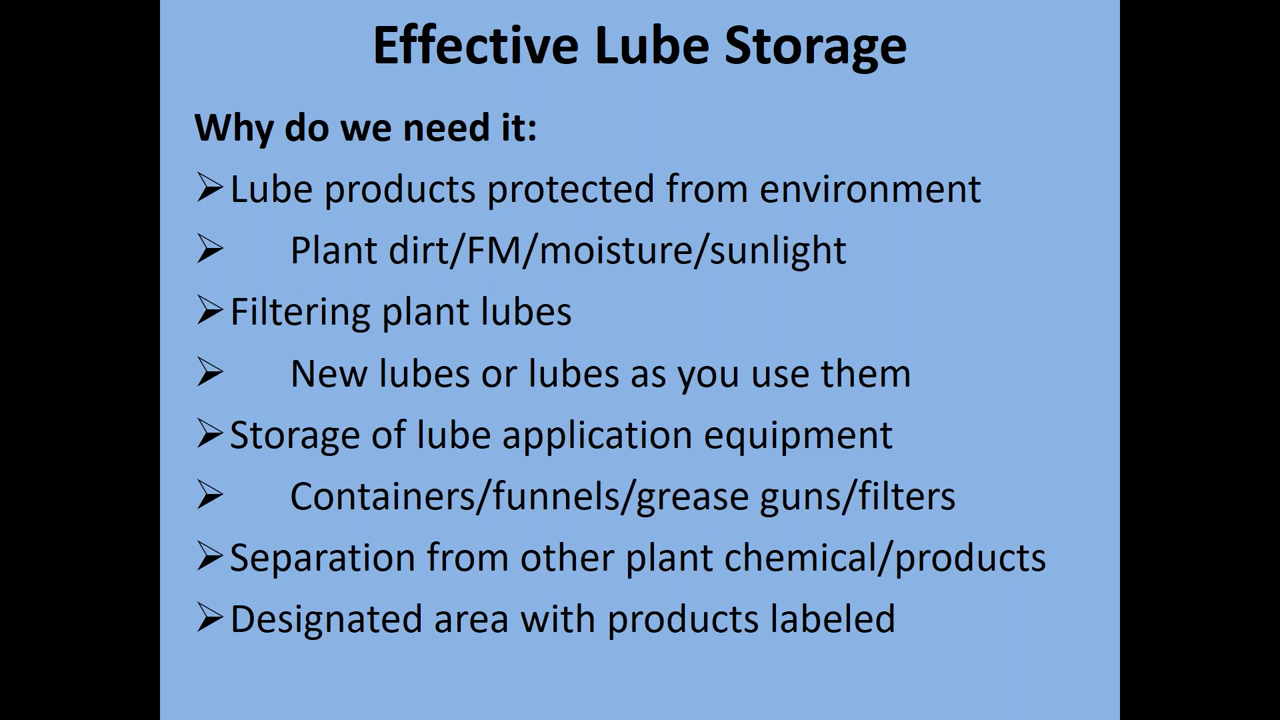 Effective Lube Storage
Why do we need it:
➢Lube products protected from environment
➢ Plant dirt/FM/moisture/sunlight
➢Filtering plant lubes
➢ New lubes or lubes as you use them
➢Storage of lube application equipment
➢ Containers/funnels/grease guns/filters
➢Separation from other plant chemical/products
➢Designated area with products labeled